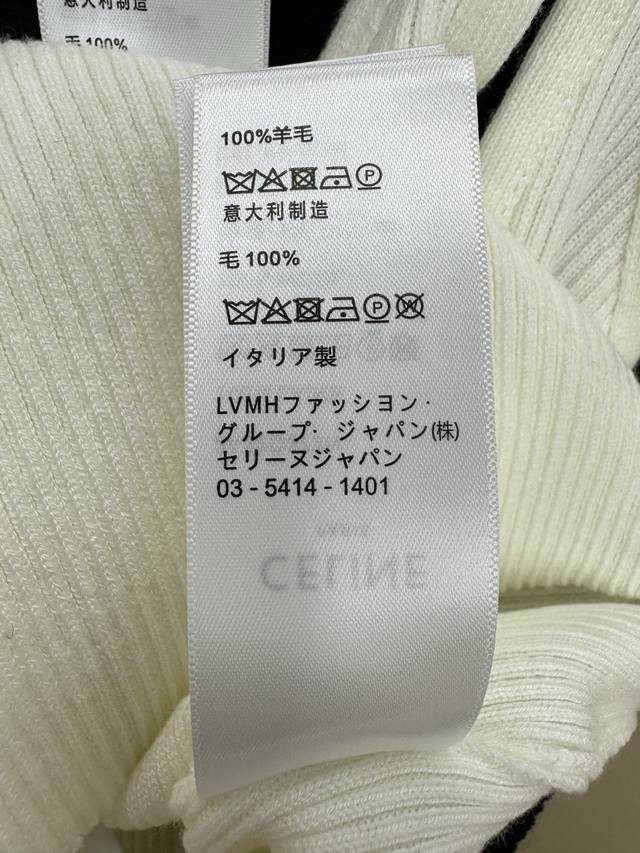 意大利制造
毛 100%
100%羊毛
意大利制造
毛 100%
イタリア製
LVMHファッション·
グループ· ジャパン(株)
セリーヌジャパン
03 - 5414 - 1401
PARIS
CELINE